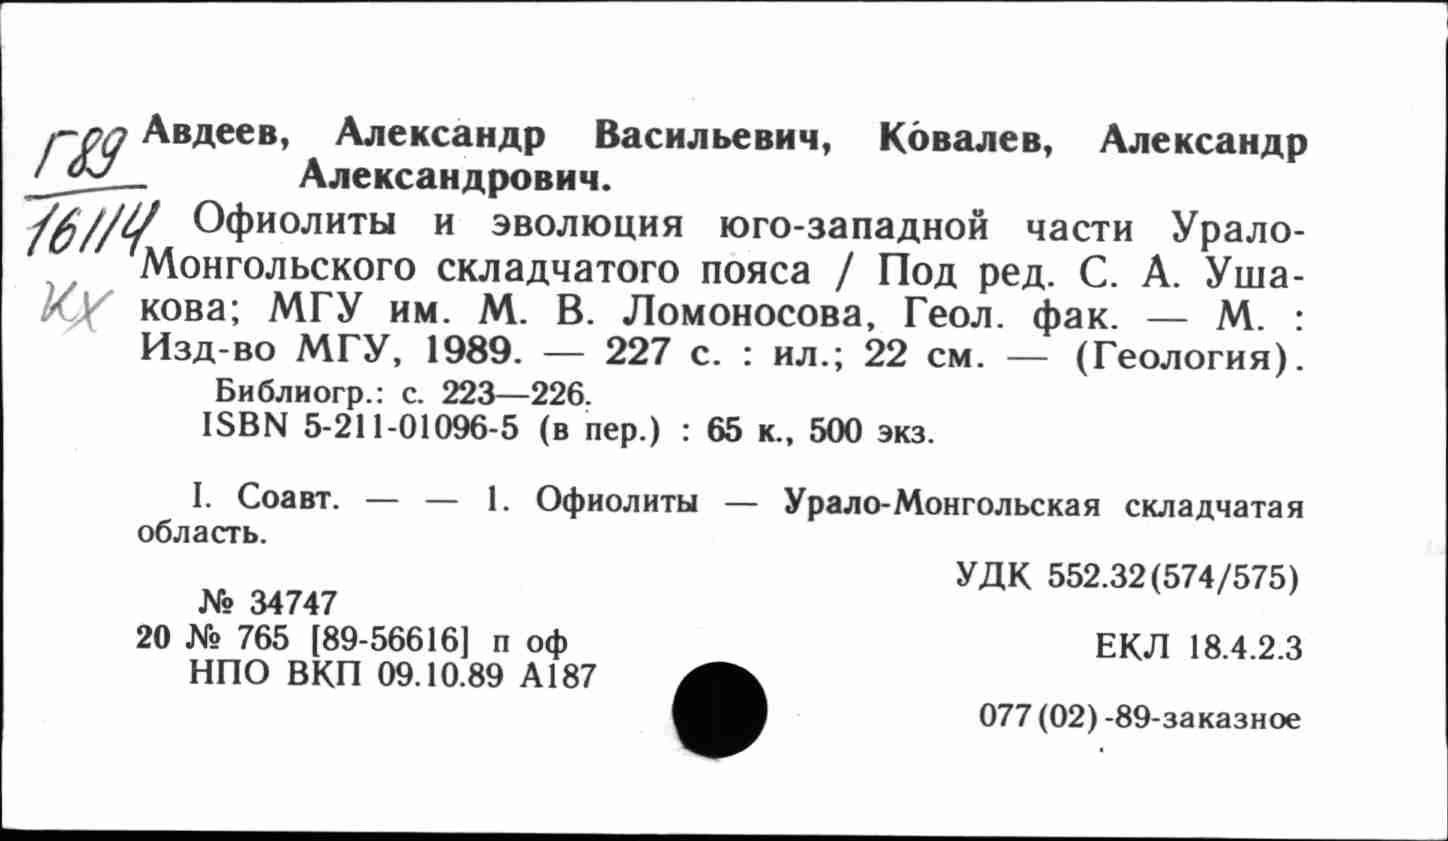 Г89
16114
кх
Авдеев, Александр Васильевич, Ковалев, Александр
Александрович.
Офиолиты и эволюция юго-западной части Урало-
Монгольского складчатого пояса / Под ред. С. А. Уша-
кова; МГУ им. М. В. Ломоносова, Геол. фак. — М. :
Изд-во МГУ, 1989. — 227 с. : ил.; 22 см. — (Геология).
Библиогр.: с. 223—226.
ISBN 5-211-01096-5 (в пер.) : 65 к., 500 экз.
I. Соавт. — — 1. Офиолиты — Урало-Монгольская складчатая
область.
УДК 552.32(574/575)
№ 34747
20 № 765 [89-56616] п оф
ЕКЛ 18.4.2.3
НПО ВКП 09.10.89 А187
077(02)-89-заказное